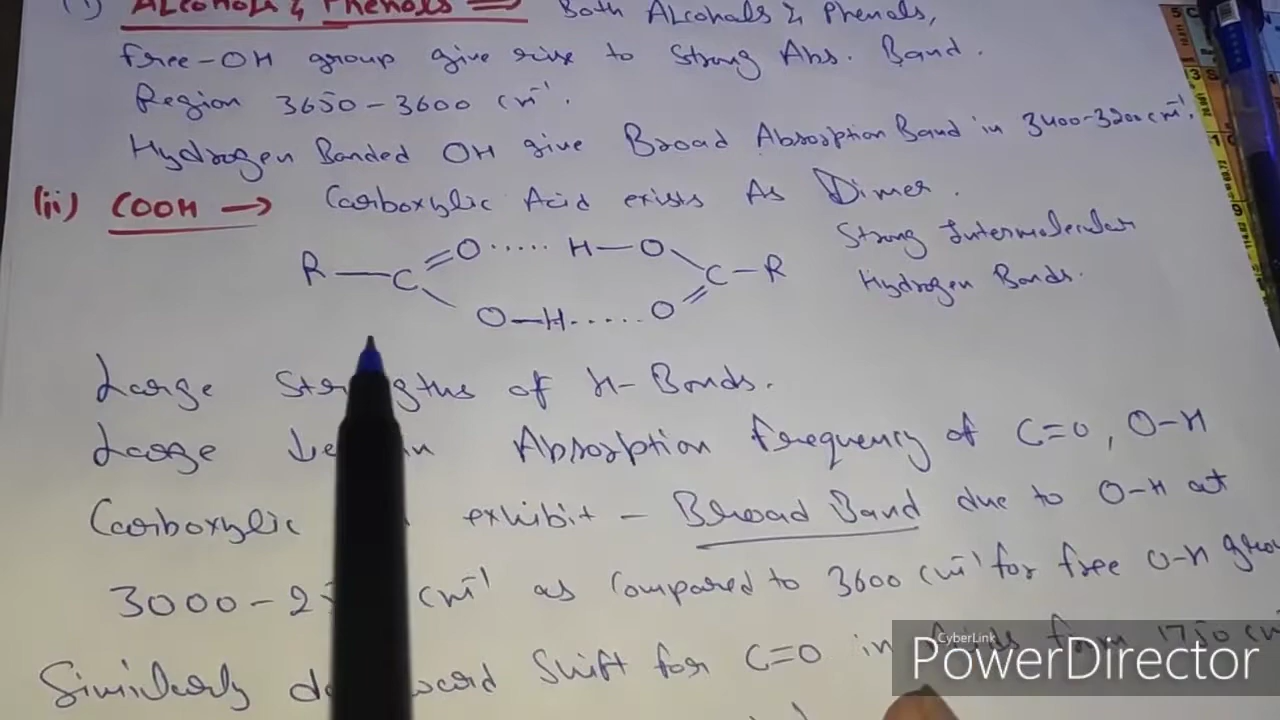 (i) Alcohols & Phenols ⇒ Both Alcohols & Phenols,
free-OH group give rise to Strong Abs. Band.
Region 3650-3600 cm⁻¹.
Hydrogen Bonded OH give Broad Absorption Band in 3400-3200 cm⁻¹.
(ii) COOH → Carboxylic Acid exists As Dimer.
Strong Intermolecular
Hydrogen Bonds.
R—C=O······H—O
C—R
O—H······O
Large Strengths of H-Bonds.
Large in Absorption frequency of C=O, O-H
Carboxylic exhibit - Broad Band due to O-H at
3000-2 cm⁻¹ as Compared to 3600 cm⁻¹ for free O-H
Similarly Shift for C=O in from
CyberLink
PowerDirector